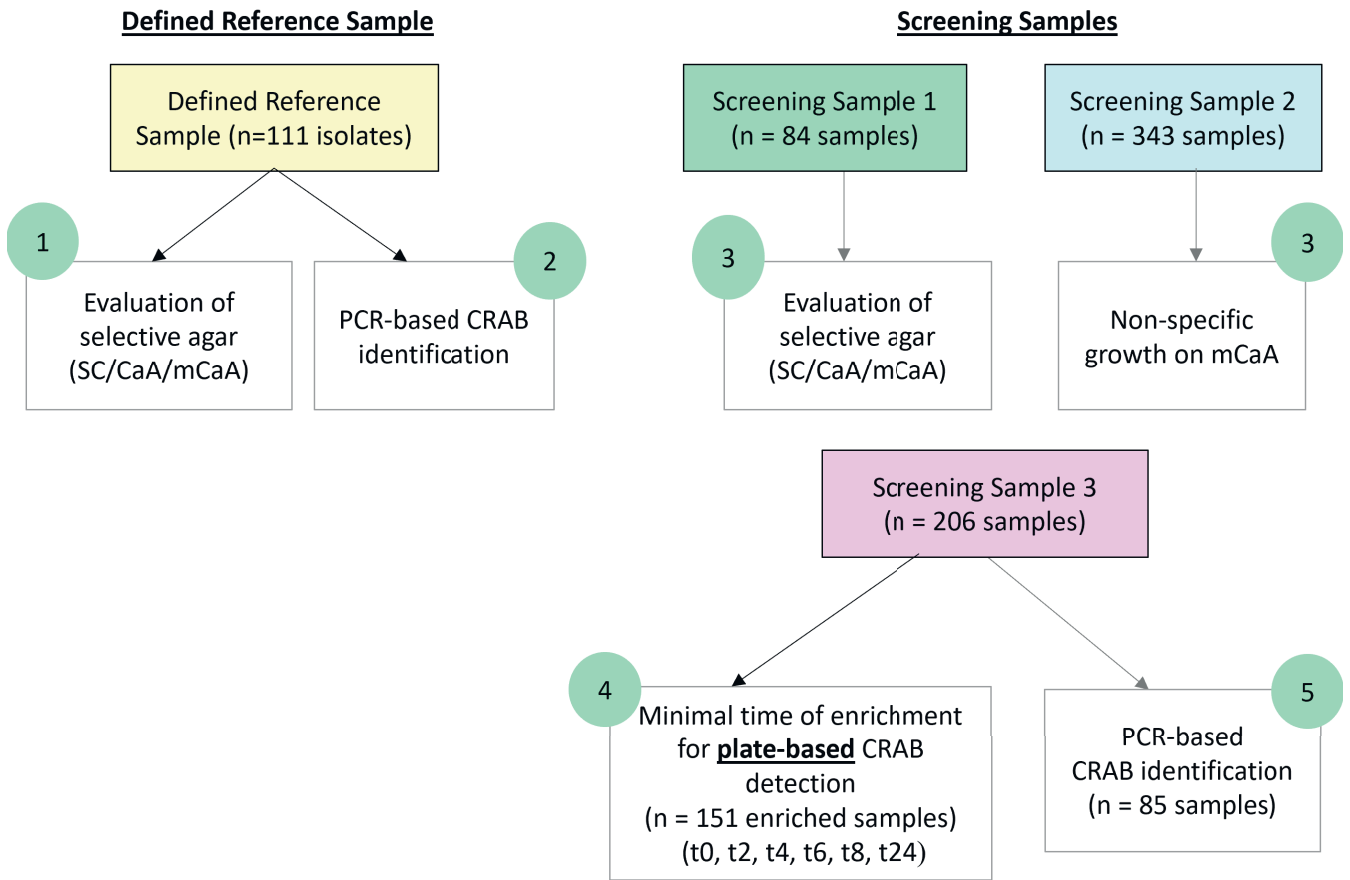 Defined Reference Sample
Defined Reference
Sample (n=111 isolates)
1
Evaluation of
selective agar
(SC/CaA/mCaA)
2
PCR-based CRAB
identification
Screening Samples
Screening Sample 1
(n = 84 samples)
3
Evaluation of
selective agar
(SC/CaA/mCaA)
Screening Sample 2
(n = 343 samples)
3
Non-specific
growth on mCaA
Screening Sample 3
(n = 206 samples)
4
Minimal time of enrichment
for plate-based CRAB
detection
(n = 151 enriched samples)
(t0, t2, t4, t6, t8, t24)
5
PCR-based
CRAB identification
(n = 85 samples)